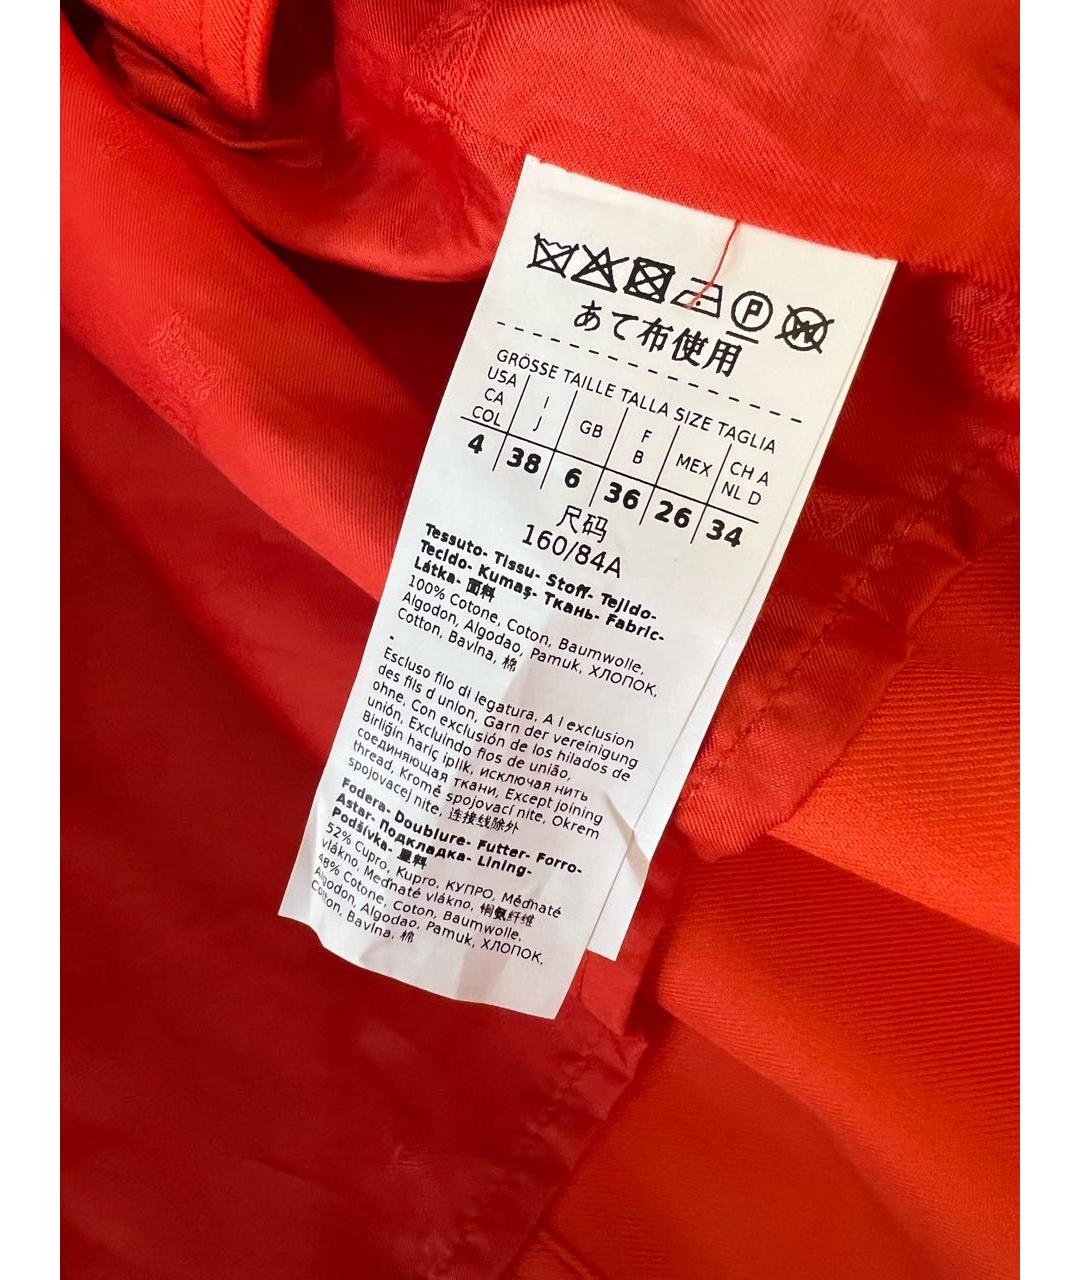 あて布使用
GRÖSSE TAILLE TALLA SIZE TAGLIA
USA CA COL | I J | GB | F B | MEX | CH A NL D
4 | 38 | 6 | 36 | 26 | 34
尺码
160/84A
Tessuto- Tissu- Stoff- Tejido-
Tecido- Kumaş- Ткань- Fabric-
Látka- 面料
100% Cotone, Coton, Baumwolle,
Algodon, Algodao, Pamuk, ХЛОПОК,
Cotton, Bavlna, 棉
-
Escluso filo di legatura, A l exclusion
des fils d union, Garn der vereinigung
ohne, Con exclusión de los hilados de
unión, Excluindo fios de união,
Birliğin hariç iplik, исключая нить
соединяющая ткани, Except joining
thread, Kromě spojovací nite, Okrem
spojovacej nite, 连接线除外
Fodera- Doublure- Futter- Forro-
Astar- Подкладка- Lining-
Podšívka- 里料
52% Cupro, Kupro, КУПРО, Mědnaté
vlákno, Meďnaté vlákno, 铜氨纤维
48% Cotone, Coton, Baumwolle,
Algodon, Algodao, Pamuk, ХЛОПОК,
Cotton, Bavlna, 棉